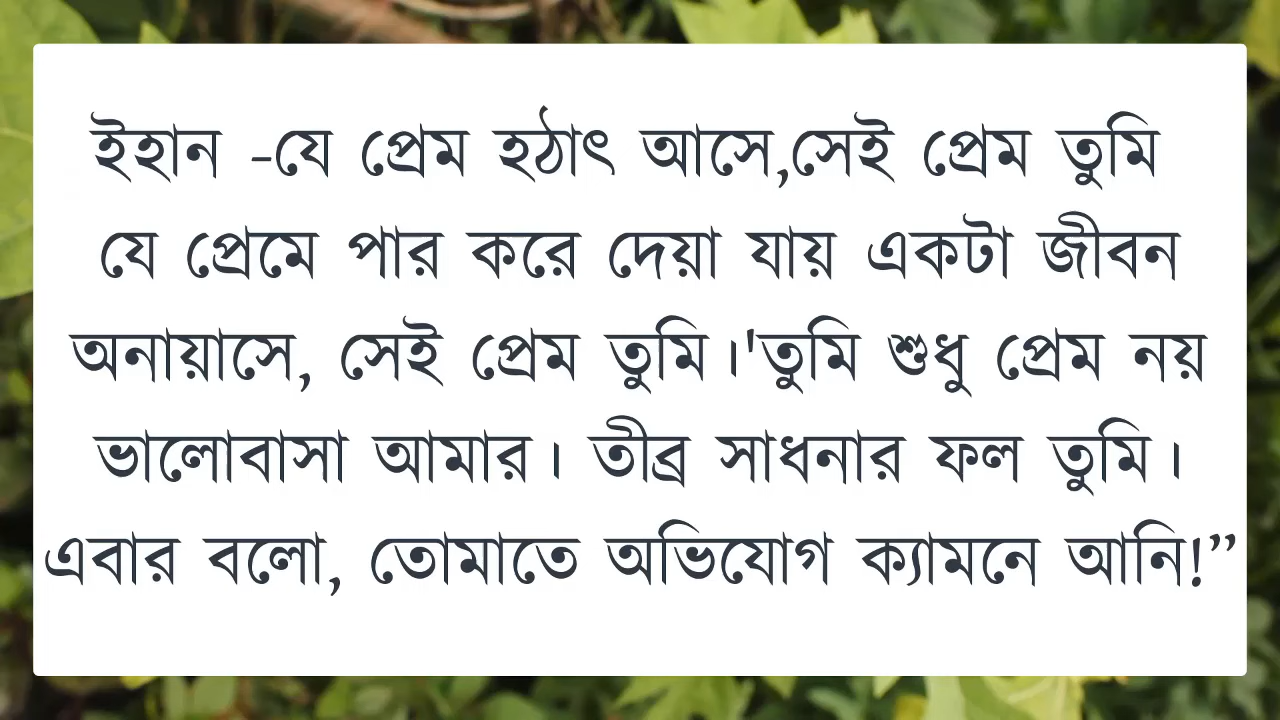 ইহান -যে প্রেম হঠাৎ আসে,সেই প্রেম তুমি
যে প্রেমে পার করে দেয়া যায় একটা জীবন
অনায়াসে, সেই প্রেম তুমি।'তুমি শুধু প্রেম নয়
ভালোবাসা আমার। তীব্র সাধনার ফল তুমি।
এবার বলো, তোমাতে অভিযোগ ক্যামনে আনি!”